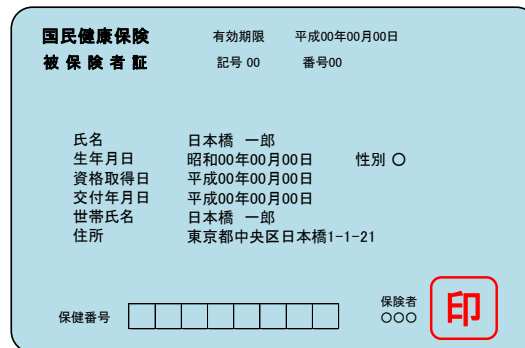 国民健康保険 有効期限 平成00年00月00日
被保険者証 記号 00 番号00
氏名 日本橋 一郎
生年月日 昭和00年00月00日 性別 〇
資格取得日 平成00年00月00日
交付年月日 平成00年00月00日
世帯氏名 日本橋 一郎
住所 東京都中央区日本橋1-1-21
保健番号 保険者
〇〇〇
印